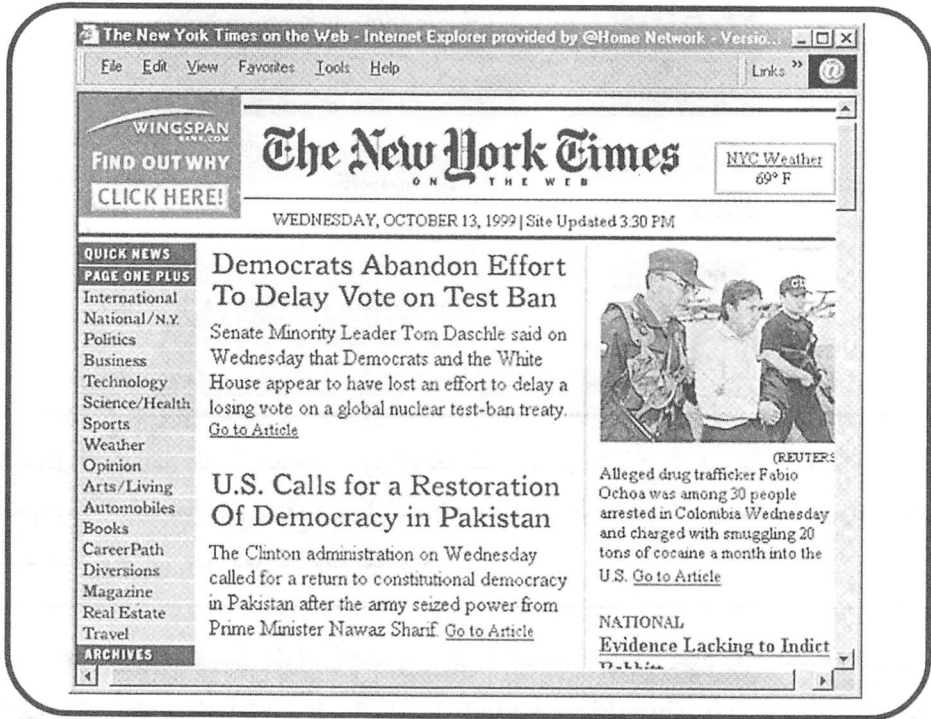 The New York Times on the Web - Internet Explorer provided by @Home Network - Versio...
File Edit View Favorites Tools Help
Links »
WINGSPAN
BANK.COM
FIND OUT WHY
CLICK HERE!
The New York Times
ON THE WEB
NYC Weather
69° F
WEDNESDAY, OCTOBER 13, 1999 | Site Updated 3:30 PM
QUICK NEWS
PAGE ONE PLUS
International
National/N.Y.
Politics
Business
Technology
Science/Health
Sports
Weather
Opinion
Arts/Living
Automobiles
Books
CareerPath
Diversions
Magazine
Real Estate
Travel
ARCHIVES
Democrats Abandon Effort
To Delay Vote on Test Ban
Senate Minority Leader Tom Daschle said on
Wednesday that Democrats and the White
House appear to have lost an effort to delay a
losing vote on a global nuclear test-ban treaty.
Go to Article
U.S. Calls for a Restoration
Of Democracy in Pakistan
The Clinton administration on Wednesday
called for a return to constitutional democracy
in Pakistan after the army seized power from
Prime Minister Nawaz Sharif. Go to Article
(REUTERS
Alleged drug trafficker Fabio
Ochoa was among 30 people
arrested in Colombia Wednesday
and charged with smuggling 20
tons of cocaine a month into the
U.S. Go to Article
NATIONAL
Evidence Lacking to Indict